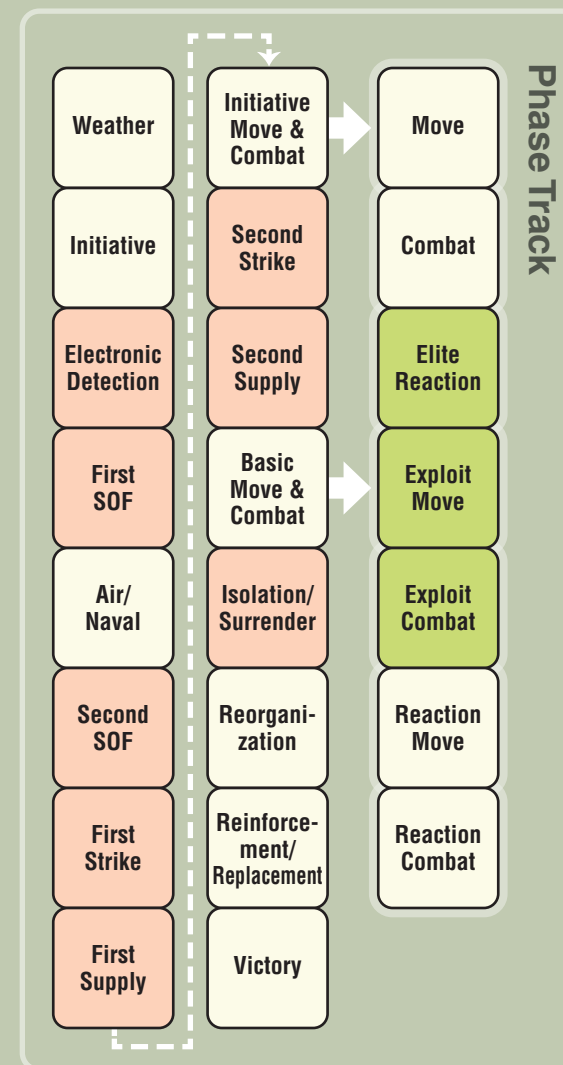 Phase Track
Weather
Initiative
Electronic
Detection
First
SOF
Air/
Naval
Second
SOF
First
Strike
First
Supply
Initiative
Move &
Combat
Second
Strike
Second
Supply
Basic
Move &
Combat
Isolation/
Surrender
Reorgani-
zation
Reinforce-
ment/
Replacement
Victory
Move
Combat
Elite
Reaction
Exploit
Move
Exploit
Combat
Reaction
Move
Reaction
Combat